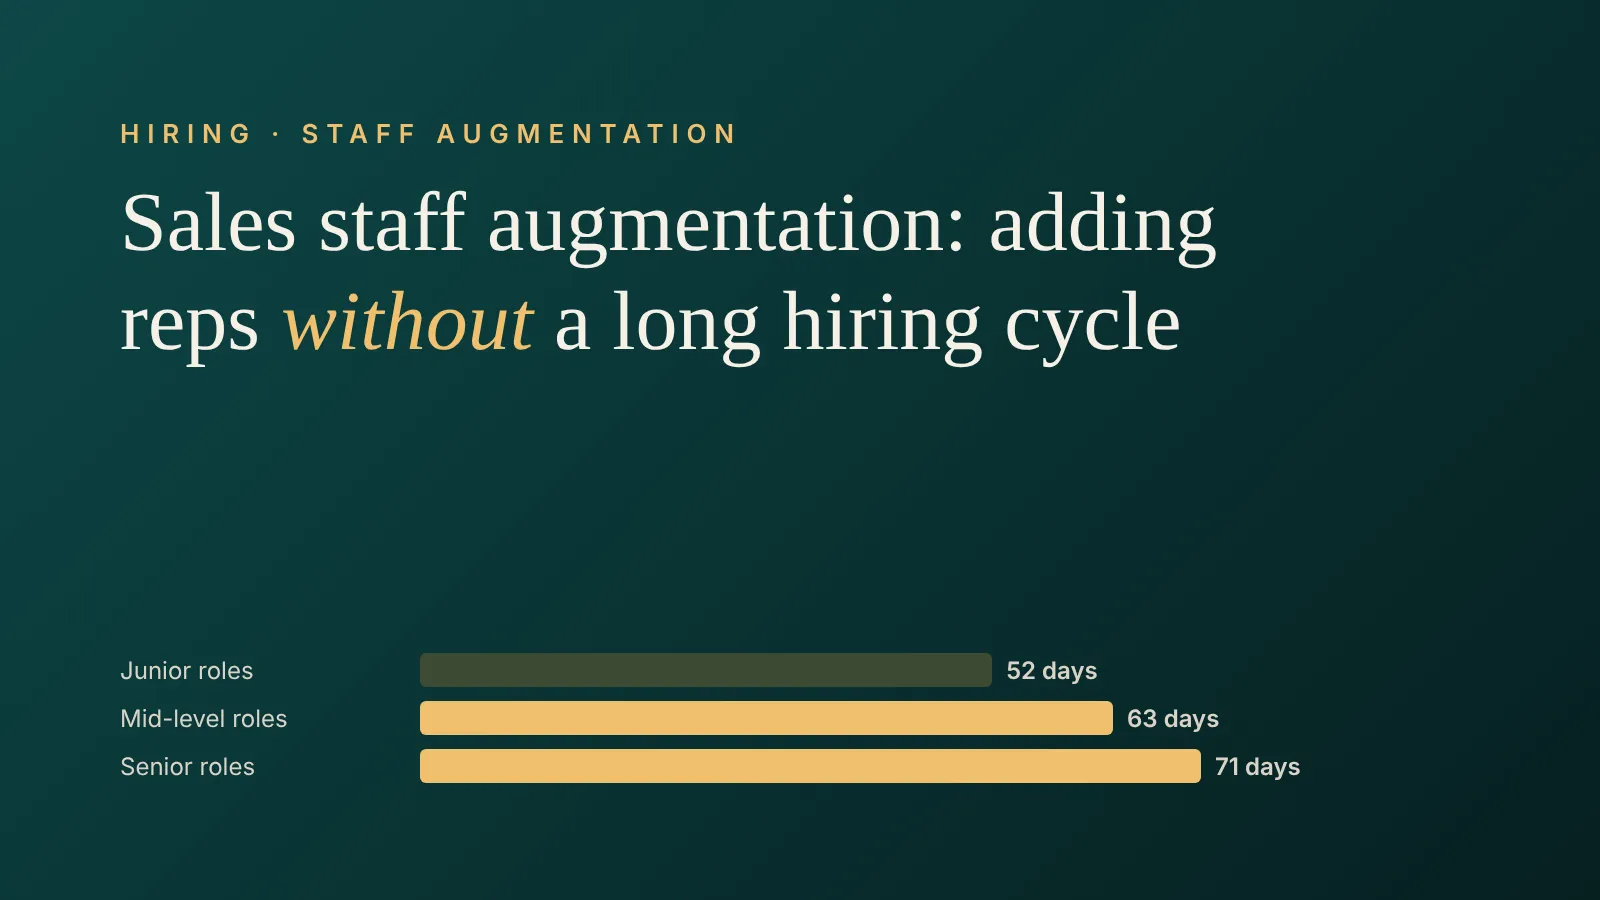 HIRING · STAFF AUGMENTATION
Sales staff augmentation: adding
reps without a long hiring cycle
Junior roles 52 days
Mid-level roles 63 days
Senior roles 71 days